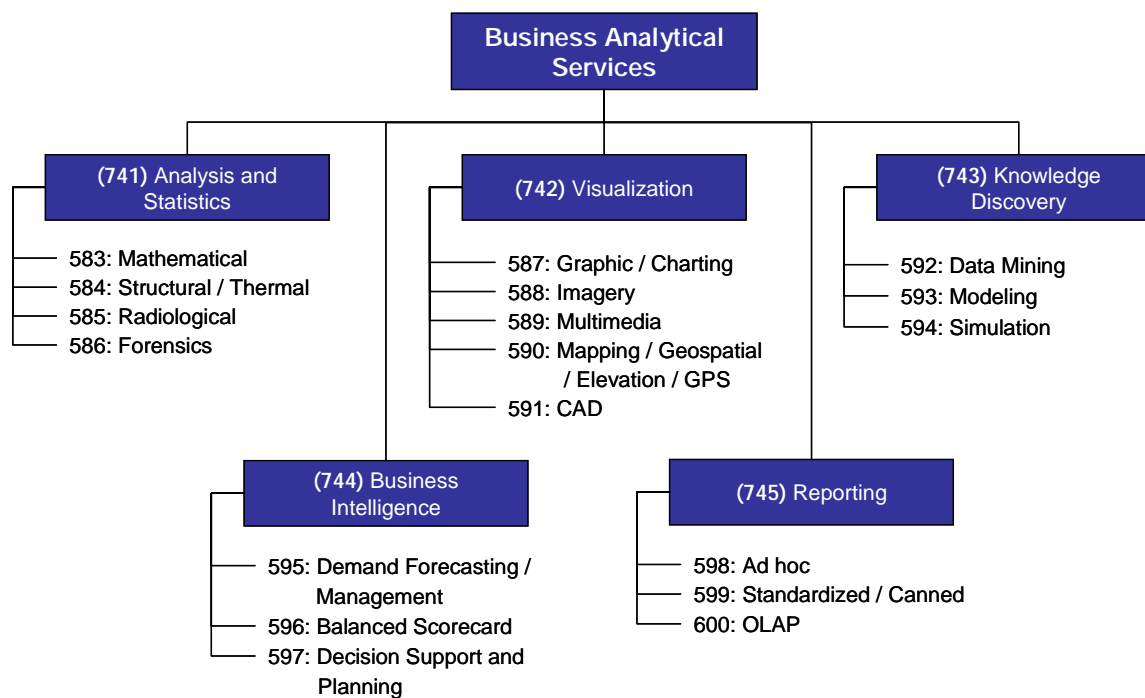 Business Analytical
Services
(741) Analysis and
Statistics
583: Mathematical
584: Structural / Thermal
585: Radiological
586: Forensics
(742) Visualization
587: Graphic / Charting
588: Imagery
589: Multimedia
590: Mapping / Geospatial
/ Elevation / GPS
591: CAD
(743) Knowledge
Discovery
592: Data Mining
593: Modeling
594: Simulation
(744) Business
Intelligence
595: Demand Forecasting /
Management
596: Balanced Scorecard
597: Decision Support and
Planning
(745) Reporting
598: Ad hoc
599: Standardized / Canned
600: OLAP